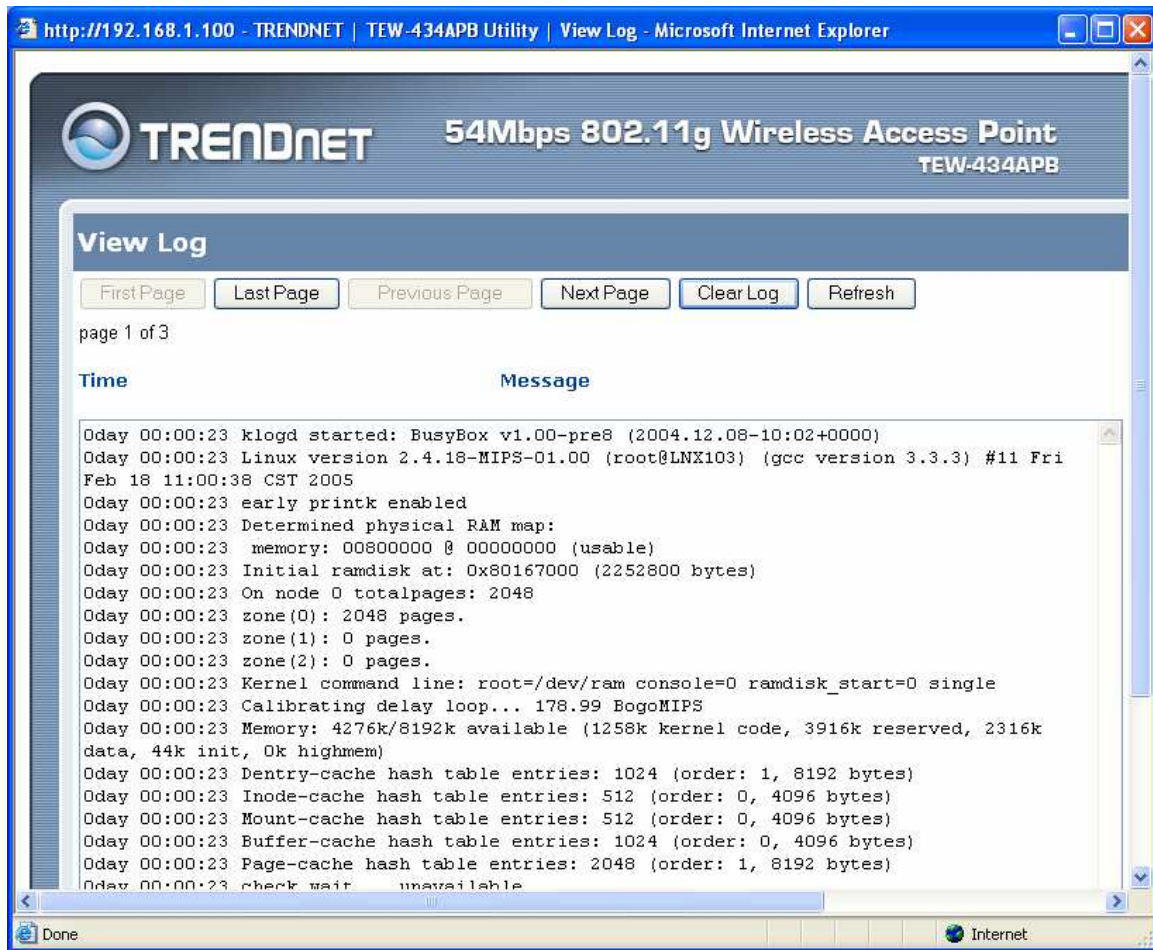 http://192.168.1.100 - TRENDNET | TEW-434APB Utility | View Log - Microsoft Internet Explorer
TRENDNET
54Mbps 802.11g Wireless Access Point
TEW-434APB
View Log
First Page Last Page Previous Page Next Page Clear Log Refresh
page 1 of 3
Time Message
0day 00:00:23 klogd started: BusyBox v1.00-pre8 (2004.12.08-10:02+0000)
0day 00:00:23 Linux version 2.4.18-MIPS-01.00 (root@LNX103) (gcc version 3.3.3) #11 Fri
Feb 18 11:00:38 CST 2005
0day 00:00:23 early printk enabled
0day 00:00:23 Determined physical RAM map:
0day 00:00:23  memory: 00800000 @ 00000000 (usable)
0day 00:00:23 Initial ramdisk at: 0x80167000 (2252800 bytes)
0day 00:00:23 On node 0 totalpages: 2048
0day 00:00:23 zone(0): 2048 pages.
0day 00:00:23 zone(1): 0 pages.
0day 00:00:23 zone(2): 0 pages.
0day 00:00:23 Kernel command line: root=/dev/ram console=0 ramdisk_start=0 single
0day 00:00:23 Calibrating delay loop... 178.99 BogoMIPS
0day 00:00:23 Memory: 4276k/8192k available (1258k kernel code, 3916k reserved, 2316k
data, 44k init, 0k highmem)
0day 00:00:23 Dentry-cache hash table entries: 1024 (order: 1, 8192 bytes)
0day 00:00:23 Inode-cache hash table entries: 512 (order: 0, 4096 bytes)
0day 00:00:23 Mount-cache hash table entries: 512 (order: 0, 4096 bytes)
0day 00:00:23 Buffer-cache hash table entries: 1024 (order: 0, 4096 bytes)
0day 00:00:23 Page-cache hash table entries: 2048 (order: 1, 8192 bytes)
0day 00:00:23 check wait... unavailable
Done Internet